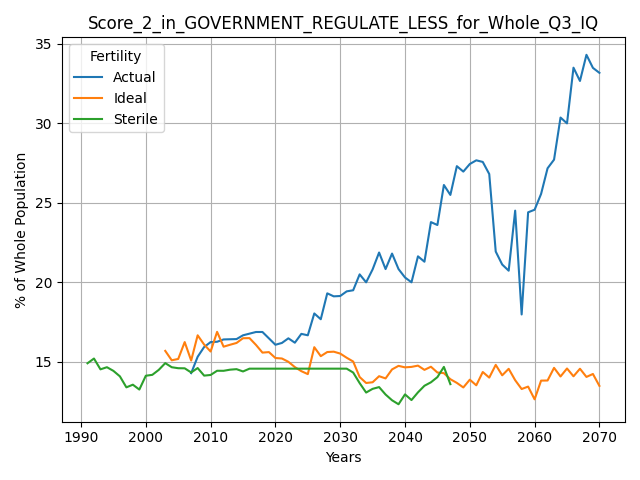 Score_2_in_GOVERNMENT_REGULATE_LESS_for_Whole_Q3_IQ
35
30
25
20
15
% of Whole Population
Fertility
Actual
Ideal
Sterile
1990 2000 2010 2020 2030 2040 2050 2060 2070
Years